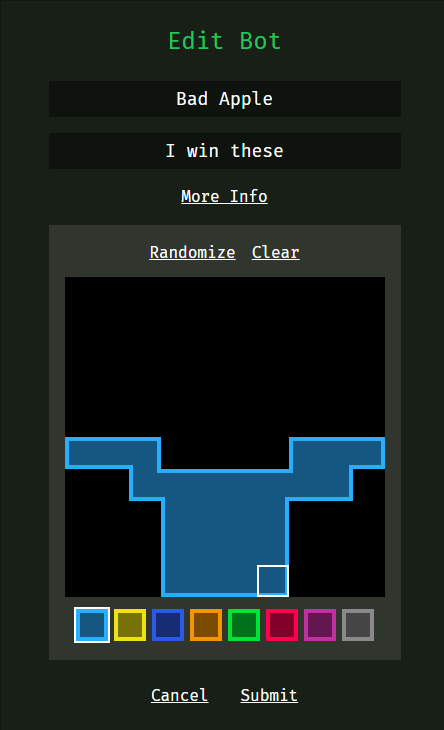 Edit Bot
Bad Apple
I win these
More Info
Randomize Clear
Cancel Submit